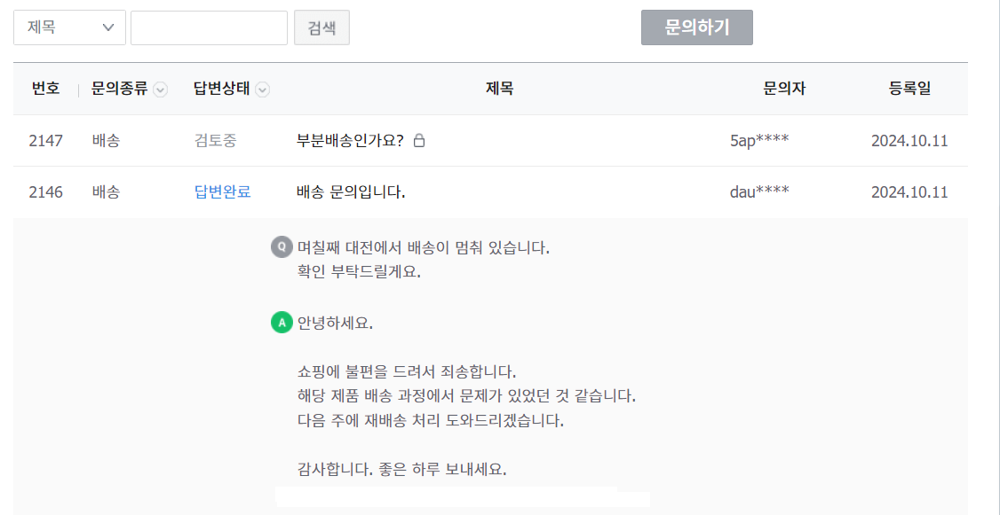 제목 검색 문의하기
번호 문의종류 답변상태 제목 문의자 등록일
2147 배송 검토중 부분배송인가요? 5ap**** 2024.10.11
2146 배송 답변완료 배송 문의입니다. dau**** 2024.10.11
Q 며칠째 대전에서 배송이 멈춰 있습니다.
확인 부탁드릴게요.
A 안녕하세요.
쇼핑에 불편을 드려서 죄송합니다.
해당 제품 배송 과정에서 문제가 있었던 것 같습니다.
다음 주에 재배송 처리 도와드리겠습니다.
감사합니다. 좋은 하루 보내세요.